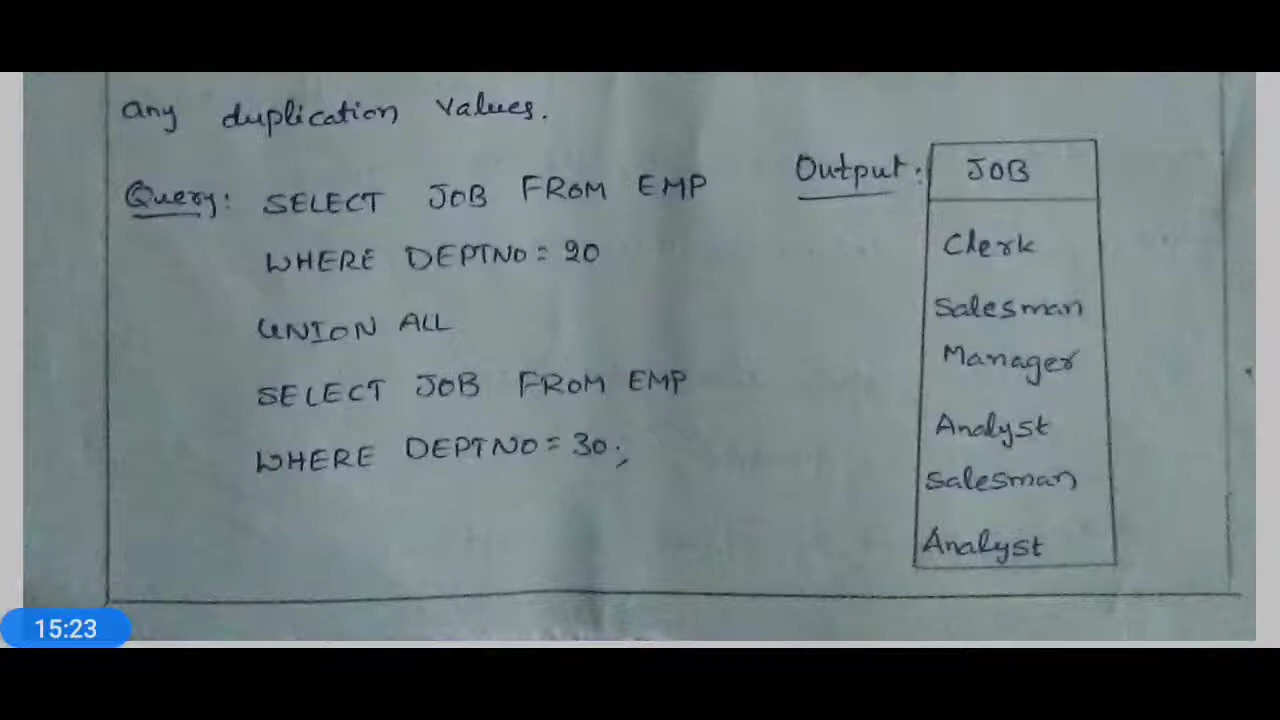 any duplication values.
Query: SELECT JOB FROM EMP
WHERE DEPTNO = 20
UNION ALL
SELECT JOB FROM EMP
WHERE DEPTNO = 30;
Output:
JOB
Clerk
Salesman
Manager
Analyst
Salesman
Analyst
15:23